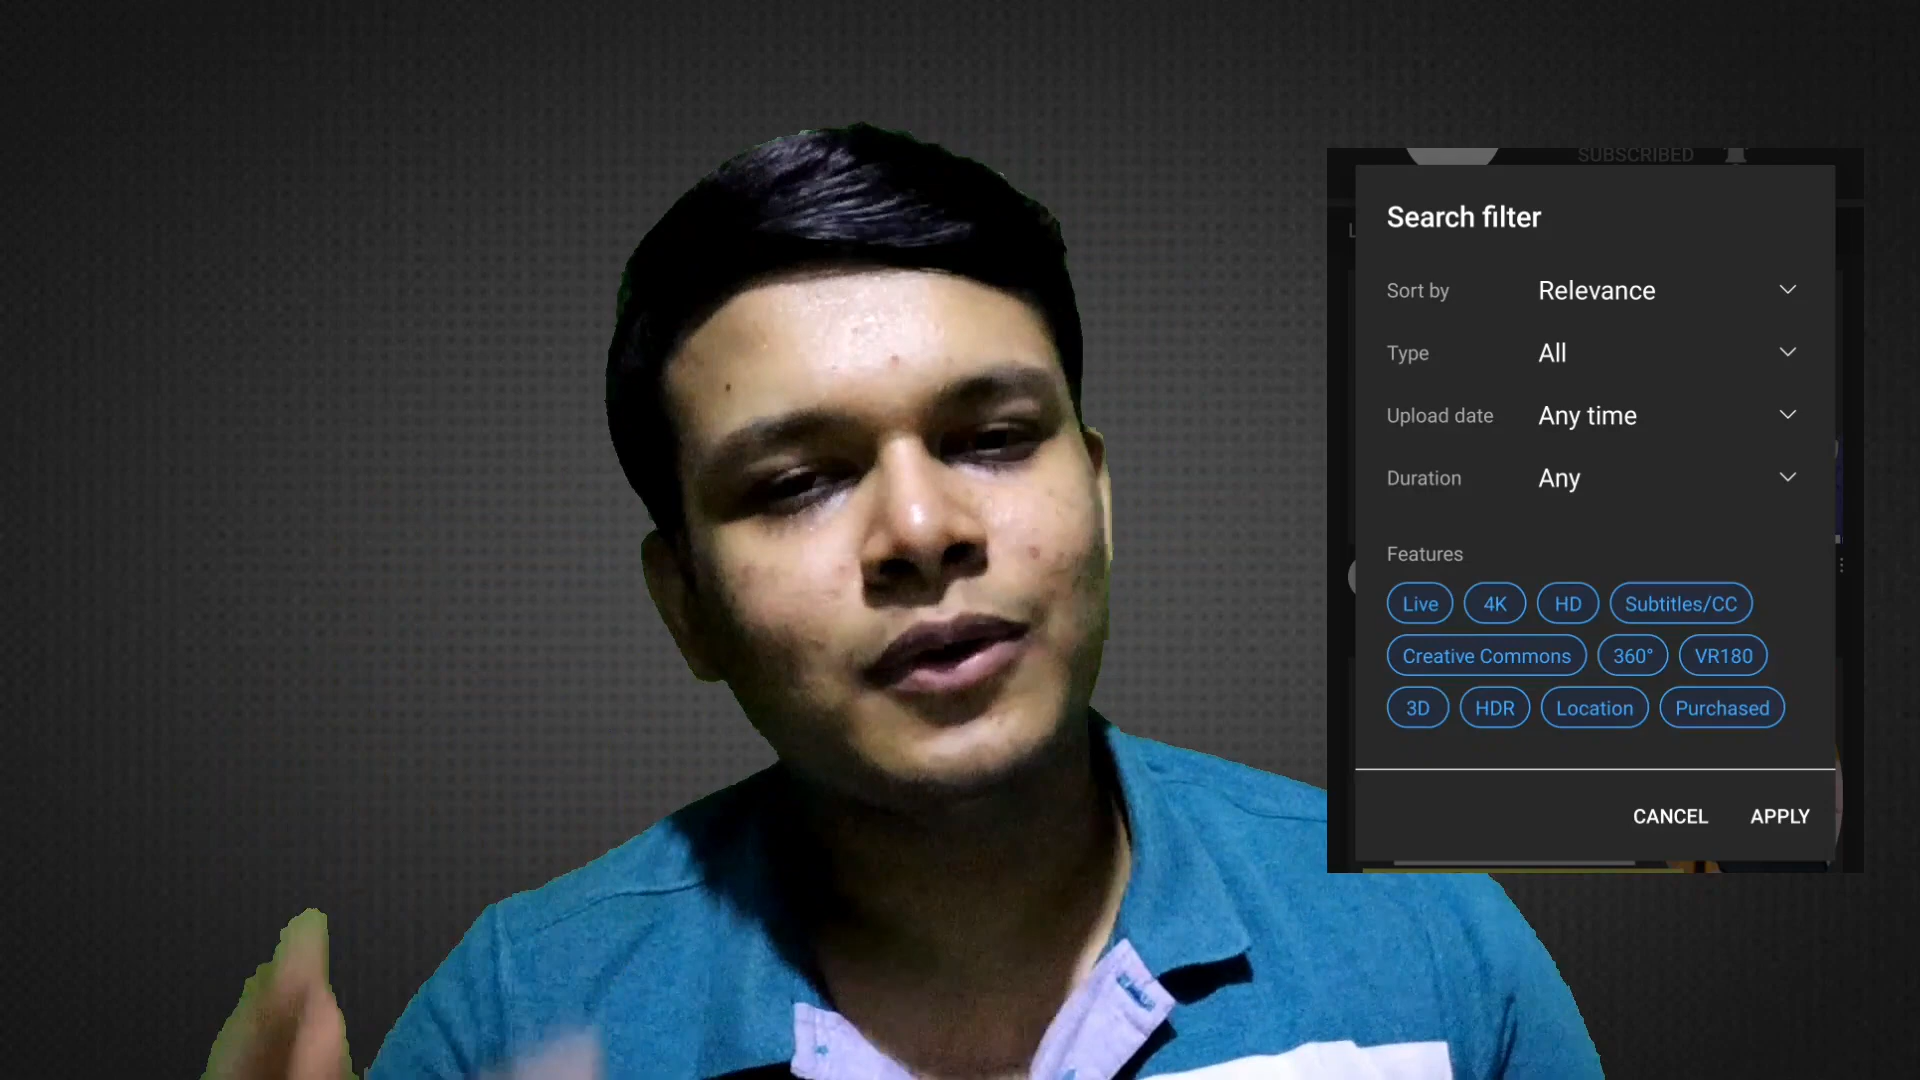 SUBSCRIBED
Search filter
Sort by Relevance
Type All
Upload date Any time
Duration Any
Features
Live 4K HD Subtitles/CC
Creative Commons 360° VR180
3D HDR Location Purchased
CANCEL APPLY